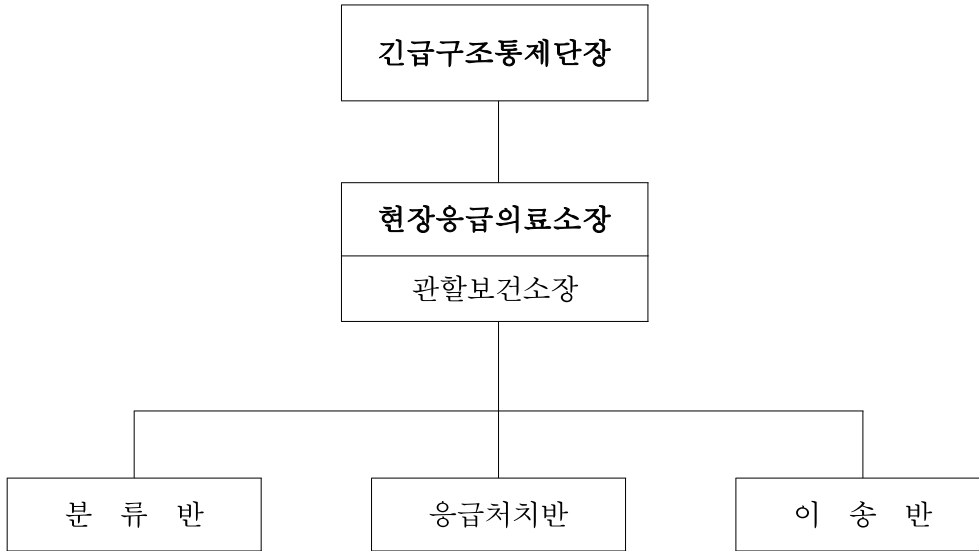 긴급구조통제단장
현장응급의료소장
관할보건소장
분 류 반
응급처치반
이 송 반